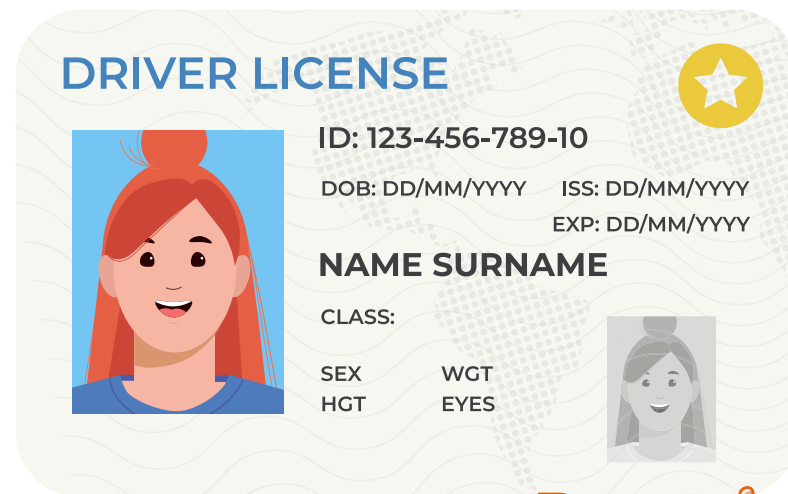 DRIVER LICENSE
ID: 123-456-789-10
DOB: DD/MM/YYYY ISS: DD/MM/YYYY
EXP: DD/MM/YYYY
NAME SURNAME
CLASS:
SEX WGT
HGT EYES